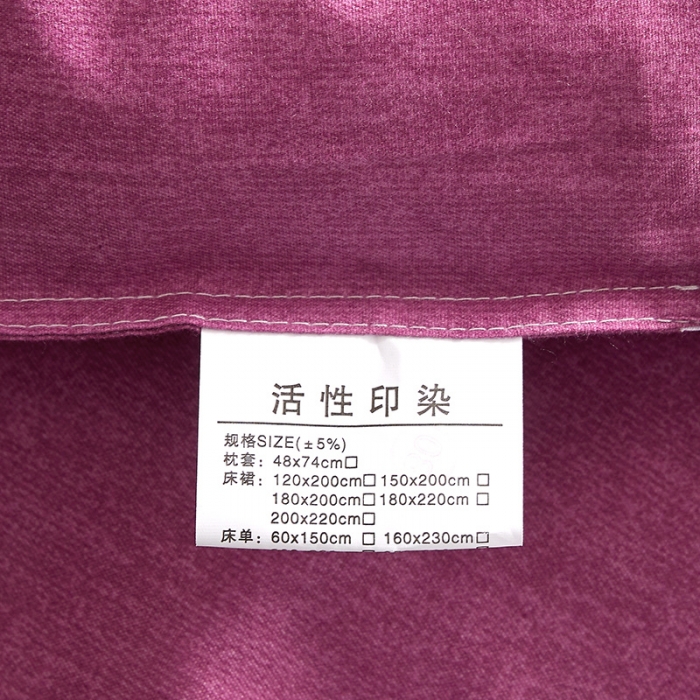 活性印染
规格SIZE(±5%)
枕套：48x74cm□
床裙：120x200cm□150x200cm□
180x200cm□180x220cm□
200x220cm□
床单：60x150cm□ 160x230cm□